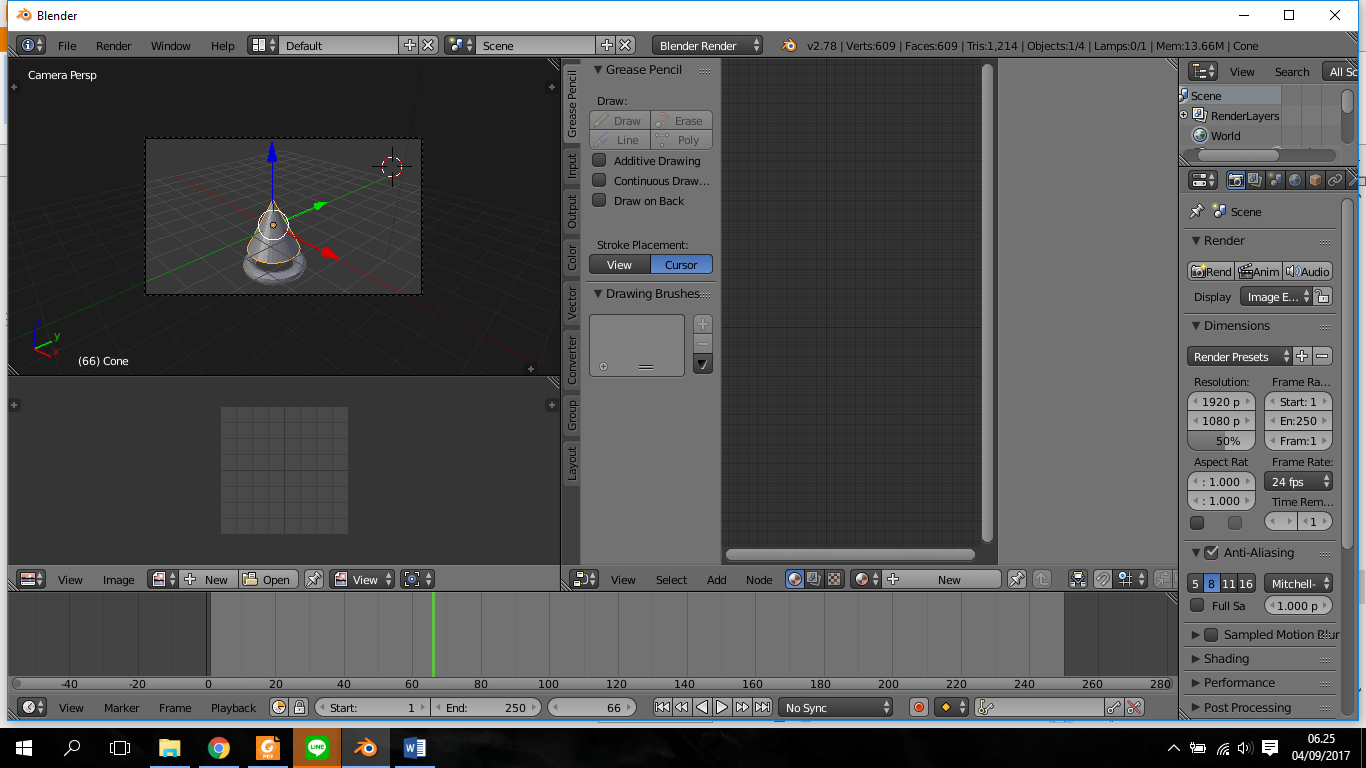 Blender
File Render Window Help Default Scene Blender Render v2.78 | Verts:609 | Faces:609 | Tris:1,214 | Objects:1/4 | Lamps:0/1 | Mem:13.66M | Cone
Camera Persp
z
y
x
(66) Cone
View Image New Open View
Grease Pencil
Input
Output
Color
Vector
Converter
Group
Layout
Grease Pencil
Draw:
Draw Erase
Line Poly
Additive Drawing
Continuous Draw...
Draw on Back
Stroke Placement:
View Cursor
Drawing Brushes
View Select Add Node New
View Search All Sc
Scene
RenderLayers
World
Scene
Render
Rend Anim Audio
Display Image E...
Dimensions
Render Presets
Resolution: Frame Ra...
1920 p Start: 1
1080 p En:250
50% Fram:1
Aspect Rat Frame Rate:
: 1.000 24 fps
: 1.000 Time Rem...
1
Anti-Aliasing
5 8 11 16 Mitchell-
Full Sa 1.000 p
Sampled Motion Blur
Shading
Performance
Post Processing
-40 -20 0 20 40 60 80 100 120 140 160 180 200 220 240 260 280
View Marker Frame Playback Start: 1 End: 250 66 No Sync
PDF LINE W
06.25
04/09/2017